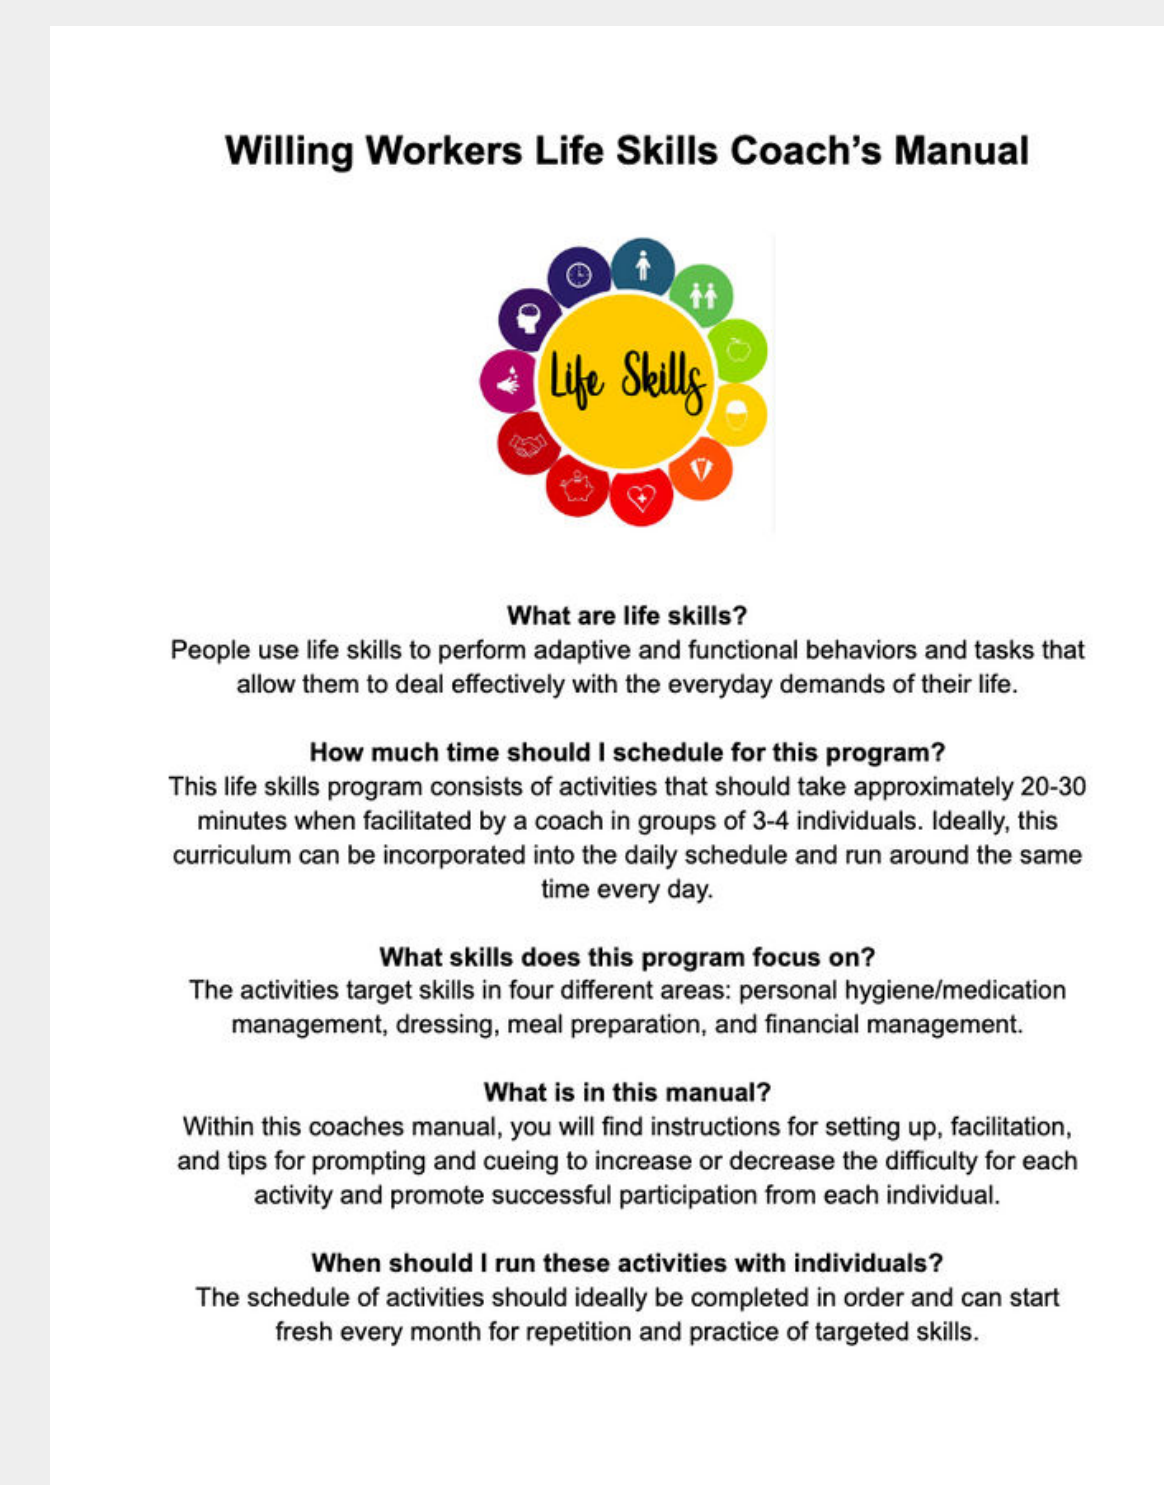 Willing Workers Life Skills Coach’s Manual
Life Skills
What are life skills?
People use life skills to perform adaptive and functional behaviors and tasks that
allow them to deal effectively with the everyday demands of their life.
How much time should I schedule for this program?
This life skills program consists of activities that should take approximately 20-30
minutes when facilitated by a coach in groups of 3-4 individuals. Ideally, this
curriculum can be incorporated into the daily schedule and run around the same
time every day.
What skills does this program focus on?
The activities target skills in four different areas: personal hygiene/medication
management, dressing, meal preparation, and financial management.
What is in this manual?
Within this coaches manual, you will find instructions for setting up, facilitation,
and tips for prompting and cueing to increase or decrease the difficulty for each
activity and promote successful participation from each individual.
When should I run these activities with individuals?
The schedule of activities should ideally be completed in order and can start
fresh every month for repetition and practice of targeted skills.